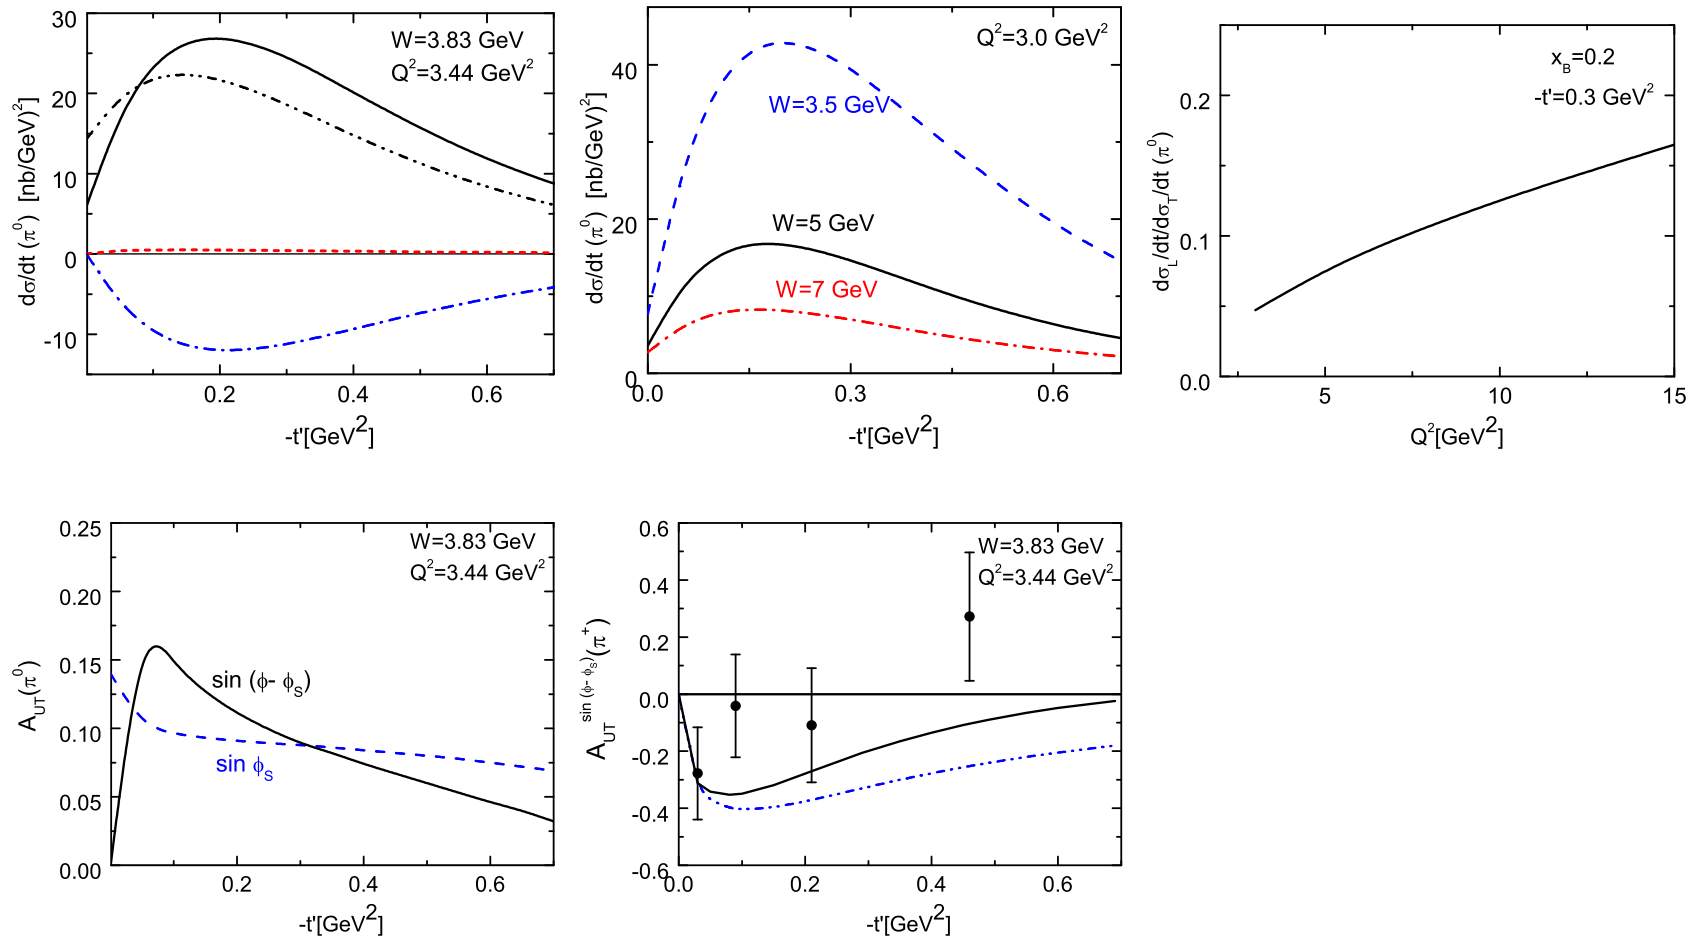 30
20
10
0
-10
0.2
0.4
0.6
W=3.83 GeV
Q²=3.44 GeV²
dσ/dt (π⁰) [nb/GeV)²]
-t'[GeV²]
40
20
0
0.0
0.3
0.6
Q²=3.0 GeV²
W=3.5 GeV
W=5 GeV
W=7 GeV
dσ/dt (π⁰) [nb/GeV)²]
-t'[GeV²]
0.2
0.1
0.0
5
10
15
x_B=0.2
-t'=0.3 GeV²
dσ_L/dt/dσ_T/dt (π⁰)
Q²[GeV²]
0.25
0.20
0.15
0.10
0.05
0.00
0.2
0.4
0.6
W=3.83 GeV
Q²=3.44 GeV²
sin (ϕ- ϕ_S)
sin ϕ_S
A_UT(π⁰)
-t'[GeV²]
0.6
0.4
0.2
0.0
-0.2
-0.4
-0.6
0.0
0.2
0.4
0.6
W=3.83 GeV
Q²=3.44 GeV²
A_UT^sin (ϕ- ϕ_S)(π⁺)
-t'[GeV²]